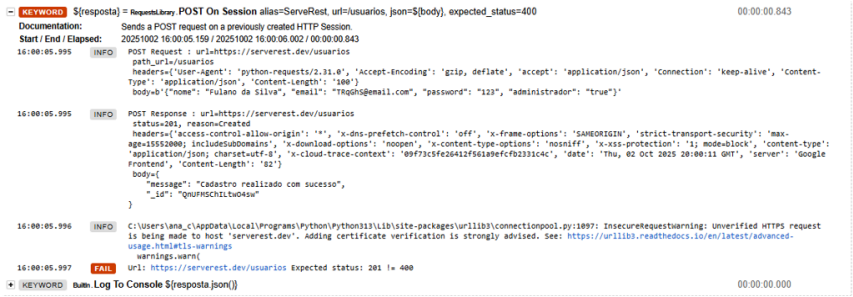 KEYWORD ${resposta} = RequestsLibrary.POST On Session alias=ServeRest, url=/usuarios, json=${body}, expected_status=400 00:00:00.843
Documentation: Sends a POST request on a previously created HTTP Session.
Start / End / Elapsed: 20251002 16:00:05.159 / 20251002 16:00:06.002 / 00:00:00.843
16:00:05.995 INFO POST Request : url=https://serverest.dev/usuarios
path_url=/usuarios
headers={'User-Agent': 'python-requests/2.31.0', 'Accept-Encoding': 'gzip, deflate', 'accept': 'application/json', 'Connection': 'keep-alive', 'Content-
Type': 'application/json', 'Content-Length': '100'}
body=b'{"nome": "Fulano da Silva", "email": "TRqGhS@email.com", "password": "123", "administrador": "true"}'
16:00:05.995 INFO POST Response : url=https://serverest.dev/usuarios
status=201, reason=Created
headers={'access-control-allow-origin': '*', 'x-dns-prefetch-control': 'off', 'x-frame-options': 'SAMEORIGIN', 'strict-transport-security': 'max-
age=15552000; includeSubDomains', 'x-download-options': 'noopen', 'x-content-type-options': 'nosniff', 'x-xss-protection': '1; mode=block', 'content-type':
'application/json; charset=utf-8', 'x-cloud-trace-context': '09f73c5fe26412f561a9efcfb2331c4c', 'date': 'Thu, 02 Oct 2025 20:00:11 GMT', 'server': 'Google
Frontend', 'Content-Length': '82'}
body={
"message": "Cadastro realizado com sucesso",
"_id": "QnUFMSChILtwO4sw"
}
16:00:05.996 INFO C:\Users\ana_c\AppData\Local\Programs\Python\Python313\Lib\site-packages\urllib3\connectionpool.py:1097: InsecureRequestWarning: Unverified HTTPS request
is being made to host 'serverest.dev'. Adding certificate verification is strongly advised. See: https://urllib3.readthedocs.io/en/latest/advanced-
usage.html#tls-warnings
warnings.warn(
16:00:05.997 FAIL Url: https://serverest.dev/usuarios Expected status: 201 != 400
KEYWORD BuiltIn.Log To Console ${resposta.json()} 00:00:00.000